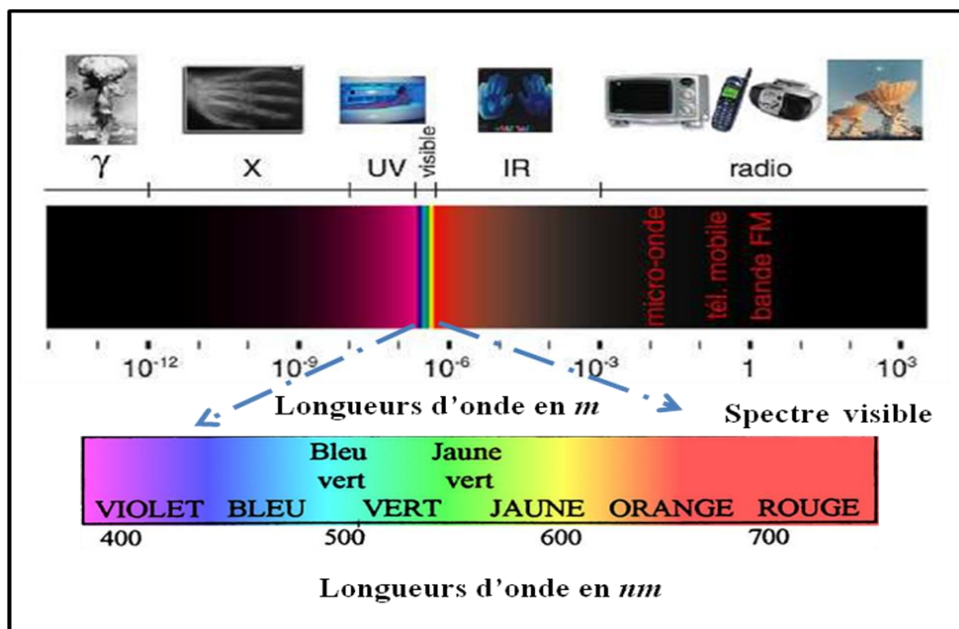 γ X UV visible IR radio
micro-onde
tél. mobile
bande FM
10⁻¹² 10⁻⁹ 10⁻⁶ 10⁻³ 1 10³
Longueurs d'onde en m
Spectre visible
Bleu vert
Jaune vert
VIOLET BLEU VERT JAUNE ORANGE ROUGE
400 500 600 700
Longueurs d'onde en nm